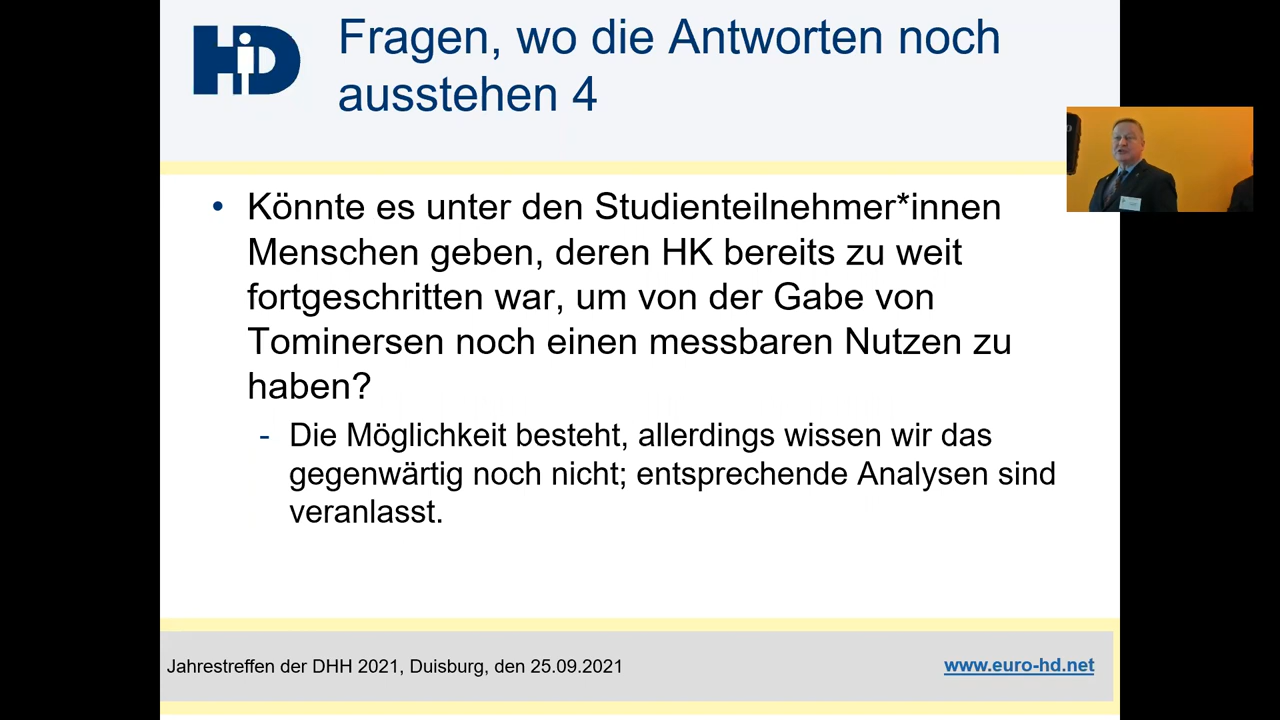 HD
Fragen, wo die Antworten noch
ausstehen 4
• Könnte es unter den Studienteilnehmer*innen
Menschen geben, deren HK bereits zu weit
fortgeschritten war, um von der Gabe von
Tominersen noch einen messbaren Nutzen zu
haben?
- Die Möglichkeit besteht, allerdings wissen wir das
gegenwärtig noch nicht; entsprechende Analysen sind
veranlasst.
Jahrestreffen der DHH 2021, Duisburg, den 25.09.2021
www.euro-hd.net